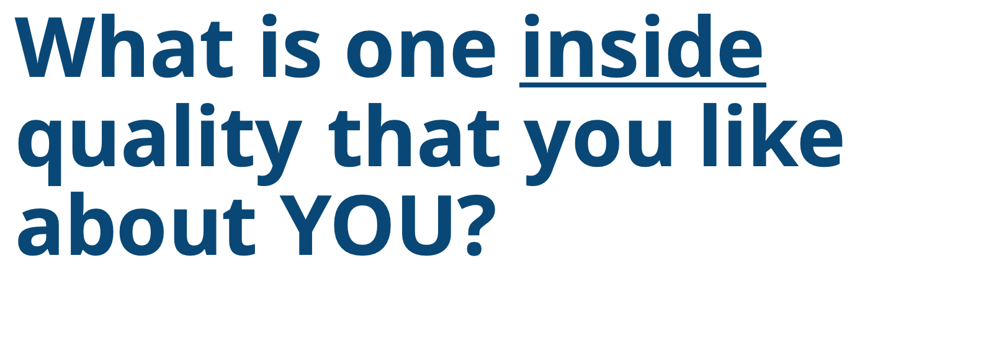 What is one inside
quality that you like
about YOU?